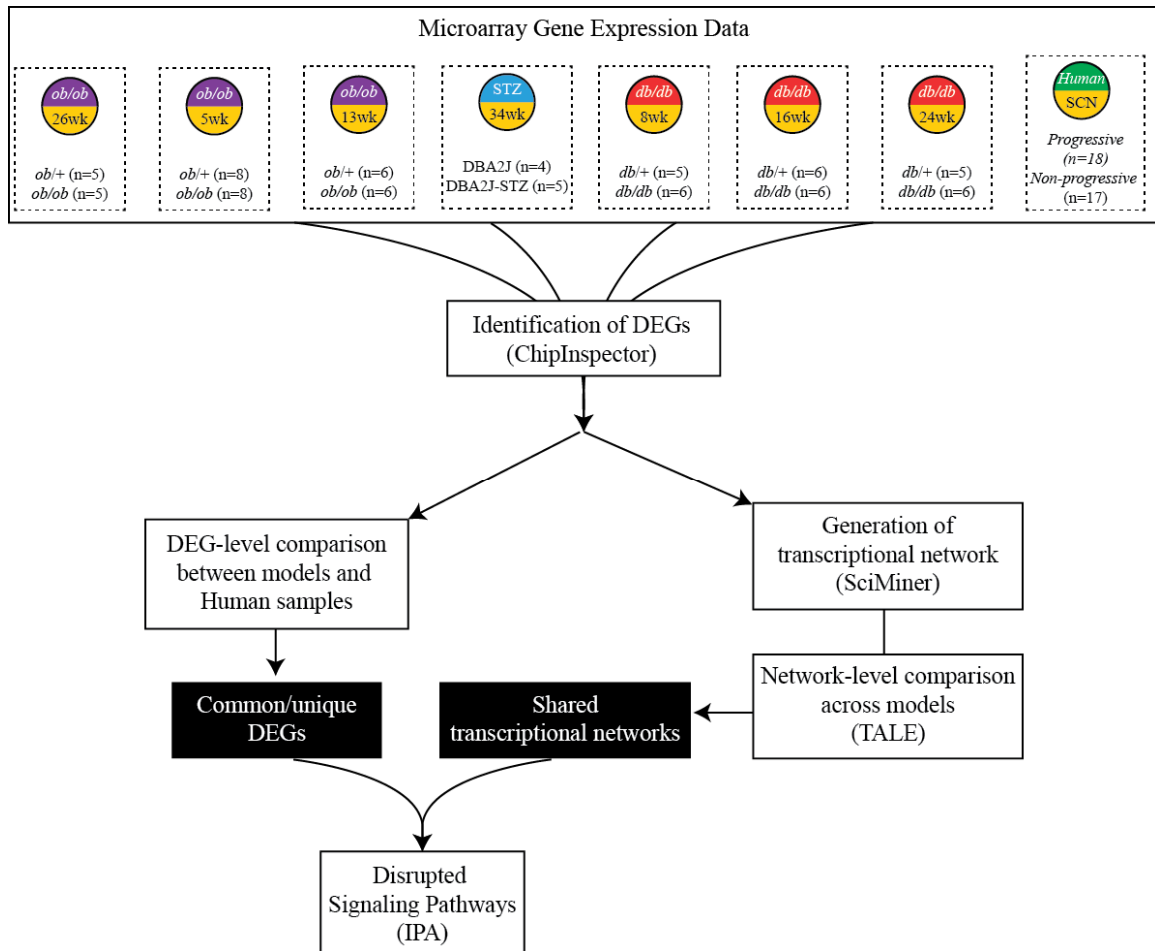 Microarray Gene Expression Data
ob/ob
26wk
ob/+ (n=5)
ob/ob (n=5)
ob/ob
5wk
ob/+ (n=8)
ob/ob (n=8)
ob/ob
13wk
ob/+ (n=6)
ob/ob (n=6)
STZ
34wk
DBA2J (n=4)
DBA2J-STZ (n=5)
db/db
8wk
db/+ (n=5)
db/db (n=6)
db/db
16wk
db/+ (n=6)
db/db (n=6)
db/db
24wk
db/+ (n=5)
db/db (n=6)
Human
SCN
Progressive
(n=18)
Non-progressive
(n=17)
Identification of DEGs
(ChipInspector)
DEG-level comparison
between models and
Human samples
Generation of
transcriptional network
(SciMiner)
Common/unique
DEGs
Shared
transcriptional networks
Network-level comparison
across models
(TALE)
Disrupted
Signaling Pathways
(IPA)